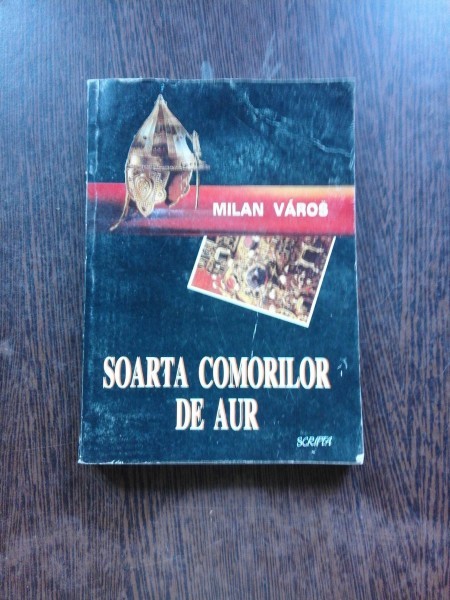 MILAN VÁROŠ
SOARTA COMORILOR
DE AUR
SCRIPTA